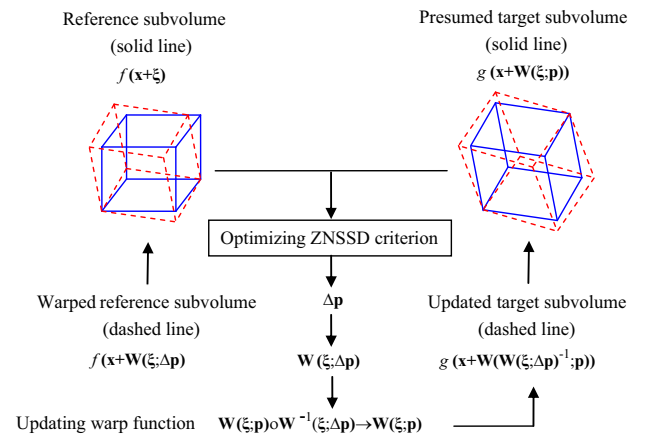 Reference subvolume
(solid line)
f(x+ξ)
Presumed target subvolume
(solid line)
g (x+W(ξ;p))
Optimizing ZNSSD criterion
Δp
Warped reference subvolume
(dashed line)
f(x+W(ξ;Δp)
W(ξ;Δp)
Updated target subvolume
(dashed line)
g (x+W(W(ξ;Δp)⁻¹;p))
Updating warp function W(ξ;p)oW⁻¹(ξ;Δp)→W(ξ;p)